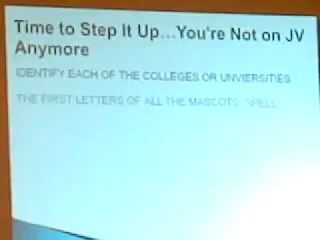 Time to Step It Up...You're Not on JV
Anymore
IDENTIFY EACH OF THE COLLEGES OR UNVIERSITIES
THE FIRST LETTERS OF ALL THE MASCOTS SPELL